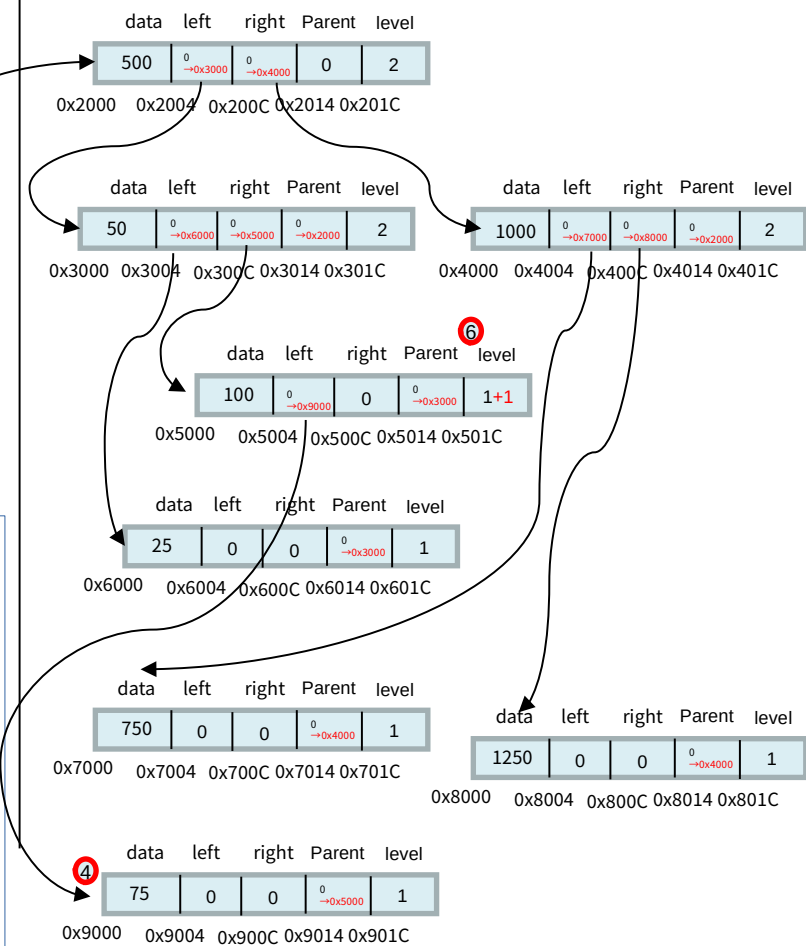 data left right Parent level
500 0 →0x3000 0 →0x4000 0 2
0x2000 0x2004 0x200C 0x2014 0x201C
data left right Parent level
50 0 →0x6000 0 →0x5000 0 →0x2000 2
0x3000 0x3004 0x300C 0x3014 0x301C
data left right Parent level
1000 0 →0x7000 0 →0x8000 0 →0x2000 2
0x4000 0x4004 0x400C 0x4014 0x401C
6
data left right Parent level
100 0 →0x9000 0 0 →0x3000 1+1
0x5000 0x5004 0x500C 0x5014 0x501C
data left right Parent level
25 0 0 0 →0x3000 1
0x6000 0x6004 0x600C 0x6014 0x601C
data left right Parent level
750 0 0 0 →0x4000 1
0x7000 0x7004 0x700C 0x7014 0x701C
data left right Parent level
1250 0 0 0 →0x4000 1
0x8000 0x8004 0x800C 0x8014 0x801C
4
data left right Parent level
75 0 0 0 →0x5000 1
0x9000 0x9004 0x900C 0x9014 0x901C